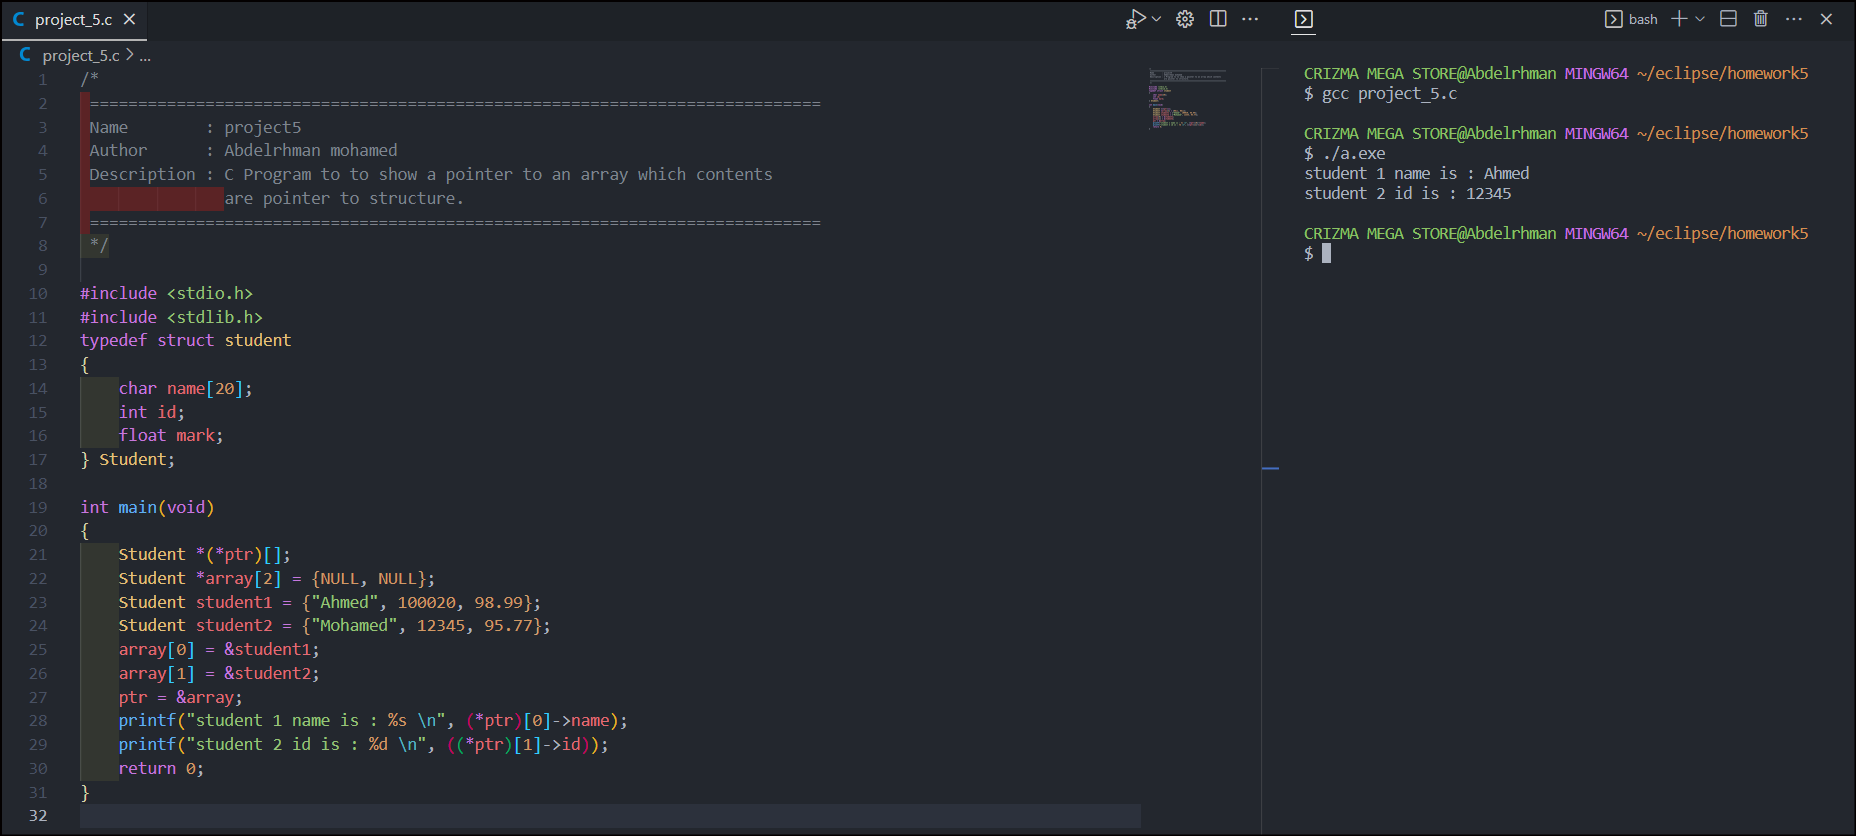 C project_5.c ×
bash
C project_5.c > ...
1 /*
2 ============================================================================
3 Name        : project5
4 Author      : Abdelrhman mohamed
5 Description : C Program to to show a pointer to an array which contents
6               are pointer to structure.
7 ============================================================================
8 */
9
10 #include <stdio.h>
11 #include <stdlib.h>
12 typedef struct student
13 {
14     char name[20];
15     int id;
16     float mark;
17 } Student;
18
19 int main(void)
20 {
21     Student *(*ptr)[];
22     Student *array[2] = {NULL, NULL};
23     Student student1 = {"Ahmed", 100020, 98.99};
24     Student student2 = {"Mohamed", 12345, 95.77};
25     array[0] = &student1;
26     array[1] = &student2;
27     ptr = &array;
28     printf("student 1 name is : %s \n", (*ptr)[0]->name);
29     printf("student 2 id is : %d \n", ((*ptr)[1]->id));
30     return 0;
31 }
32
CRIZMA MEGA STORE@Abdelrhman MINGW64 ~/eclipse/homework5
$ gcc project_5.c
CRIZMA MEGA STORE@Abdelrhman MINGW64 ~/eclipse/homework5
$ ./a.exe
student 1 name is : Ahmed
student 2 id is : 12345
CRIZMA MEGA STORE@Abdelrhman MINGW64 ~/eclipse/homework5
$